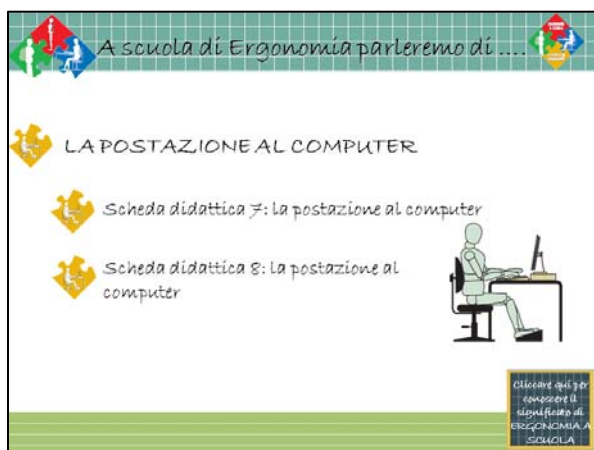 A scuola di Ergonomia parleremo di ....
LA POSTAZIONE AL COMPUTER
Scheda didattica 7: la postazione al computer
Scheda didattica 8: la postazione al
computer
Cliccare qui per
conoscere il
significato di
ERGONOMIA A
SCUOLA